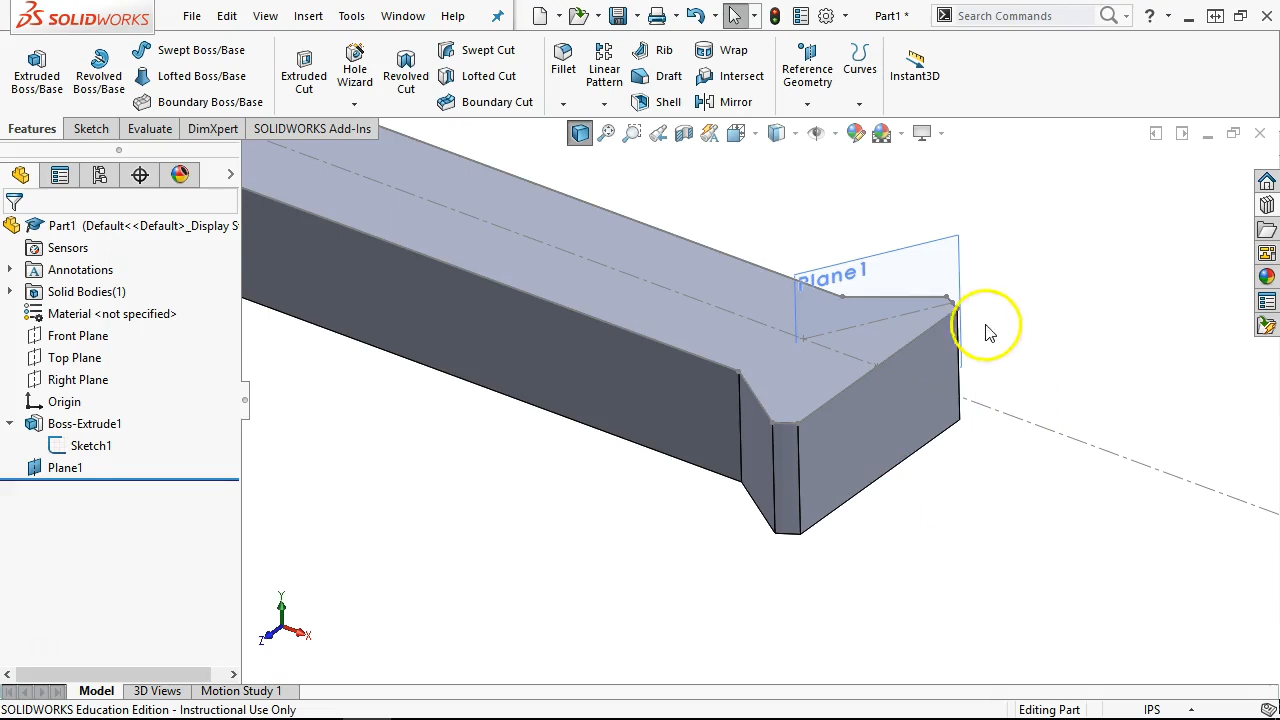 SOLIDWORKS File Edit View Insert Tools Window Help Part1 * Search Commands ?
Extruded Boss/Base Revolved Boss/Base Swept Boss/Base Lofted Boss/Base Boundary Boss/Base Extruded Cut Hole Wizard Revolved Cut Swept Cut Lofted Cut Boundary Cut Fillet Linear Pattern Rib Draft Shell Wrap Intersect Mirror Reference Geometry Curves Instant3D
Features Sketch Evaluate DimXpert SOLIDWORKS Add-Ins
Part1 (Default<<Default>_Display S
Sensors
Annotations
Solid Bodies(1)
Material <not specified>
Front Plane
Top Plane
Right Plane
Origin
Boss-Extrude1
Sketch1
Plane1
Plane1
Y
X
Z
Model 3D Views Motion Study 1
SOLIDWORKS Education Edition - Instructional Use Only Editing Part IPS